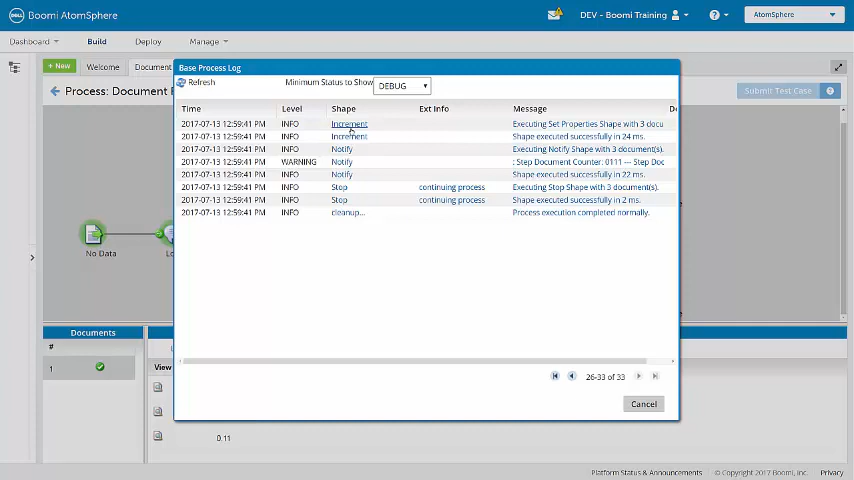 DELL Boomi AtomSphere
DEV - Boomi Training
AtomSphere
Dashboard Build Deploy Manage
+ New Welcome Document
Process: Document
Submit Test Case
Base Process Log
Refresh Minimum Status to Show DEBUG
Time Level Shape Ext Info Message
2017-07-13 12:59:41 PM INFO Increment Executing Set Properties Shape with 3 docu
2017-07-13 12:59:41 PM INFO Increment Shape executed successfully in 24 ms.
2017-07-13 12:59:41 PM INFO Notify Executing Notify Shape with 3 document(s).
2017-07-13 12:59:41 PM WARNING Notify : Step Document Counter: 0111 --- Step Doc
2017-07-13 12:59:41 PM INFO Notify Shape executed successfully in 22 ms.
2017-07-13 12:59:41 PM INFO Stop continuing process Executing Stop Shape with 3 document(s).
2017-07-13 12:59:41 PM INFO Stop continuing process Shape executed successfully in 2 ms.
2017-07-13 12:59:41 PM INFO cleanup... Process execution completed normally.
No Data
Documents
#
1
View
26-33 of 33
Cancel
0.11
Platform Status & Announcements © Copyright 2017 Boomi, Inc. Privacy